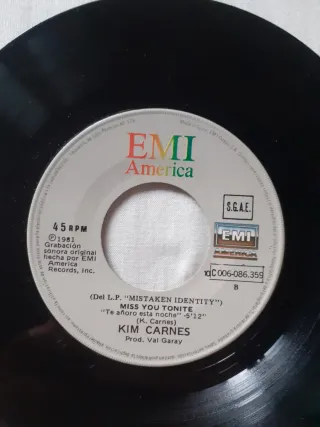 EMI
America
45 RPM
℗ 1981
Grabación
sonora original
hecha por EMI
America
Records, Inc.
S.G.A.E.
EMI
10C 006-086.359
B
(Del L.P. "MISTAKEN IDENTITY")
MISS YOU TONITE
"Te añoro esta noche" -5'12"
(K. Carnes)
KIM CARNES
Prod. Val Garay